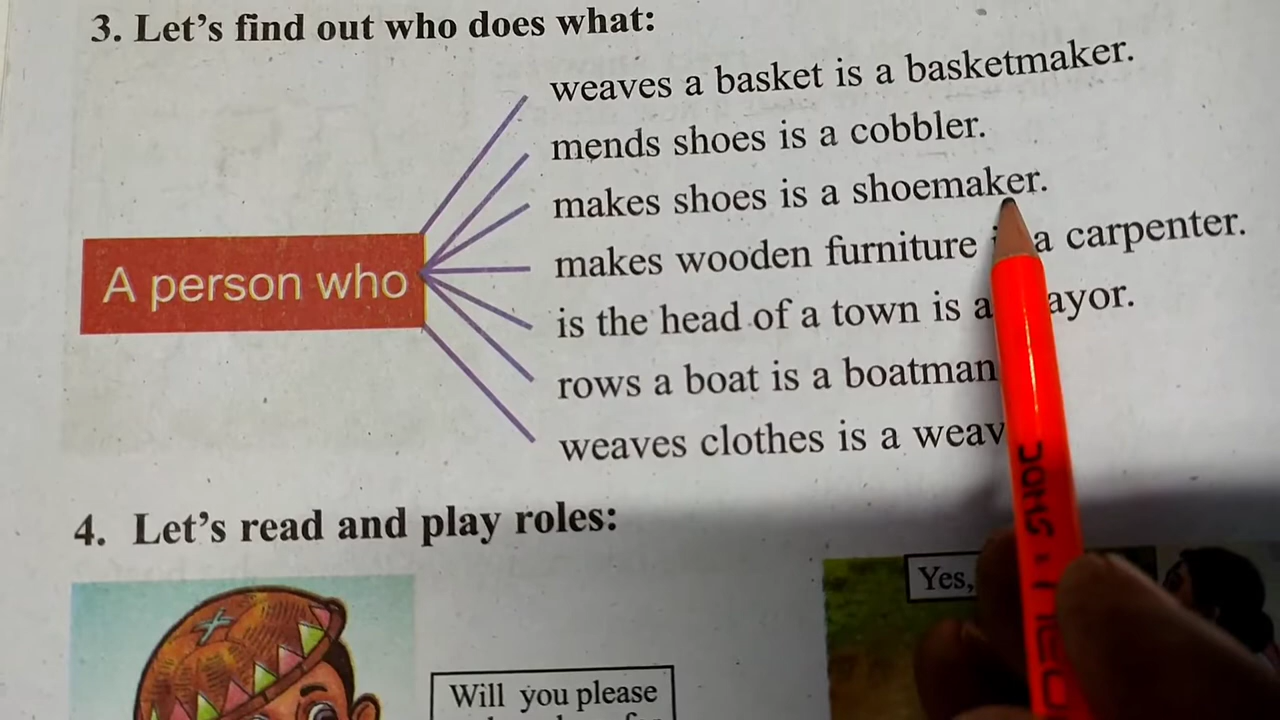 3. Let's find out who does what:
weaves a basket is a basketmaker.
mends shoes is a cobbler.
makes shoes is a shoemaker.
A person who
makes wooden furniture a carpenter.
is the head of a town is a
rows a boat is a boatman
weaves clothes is a
4. Let's read and play roles:
Yes,
Will you please
DOMS